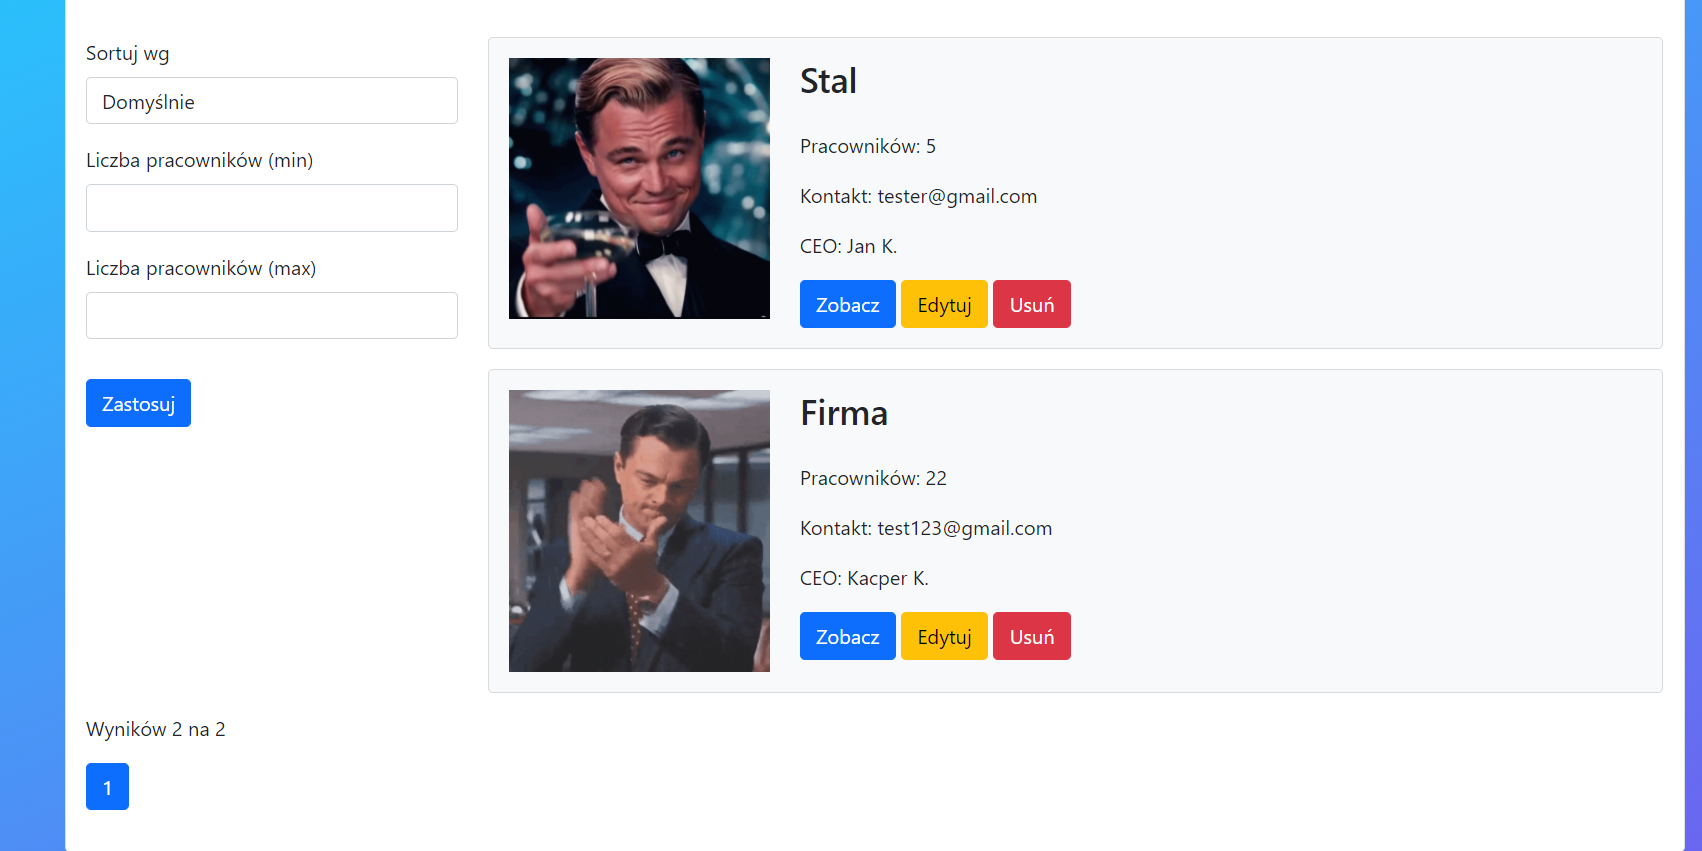 Sortuj wg
Domyślnie
Liczba pracowników (min)
Liczba pracowników (max)
Zastosuj
Stal
Pracowników: 5
Kontakt: tester@gmail.com
CEO: Jan K.
Zobacz Edytuj Usuń
Firma
Pracowników: 22
Kontakt: test123@gmail.com
CEO: Kacper K.
Zobacz Edytuj Usuń
Wyników 2 na 2
1